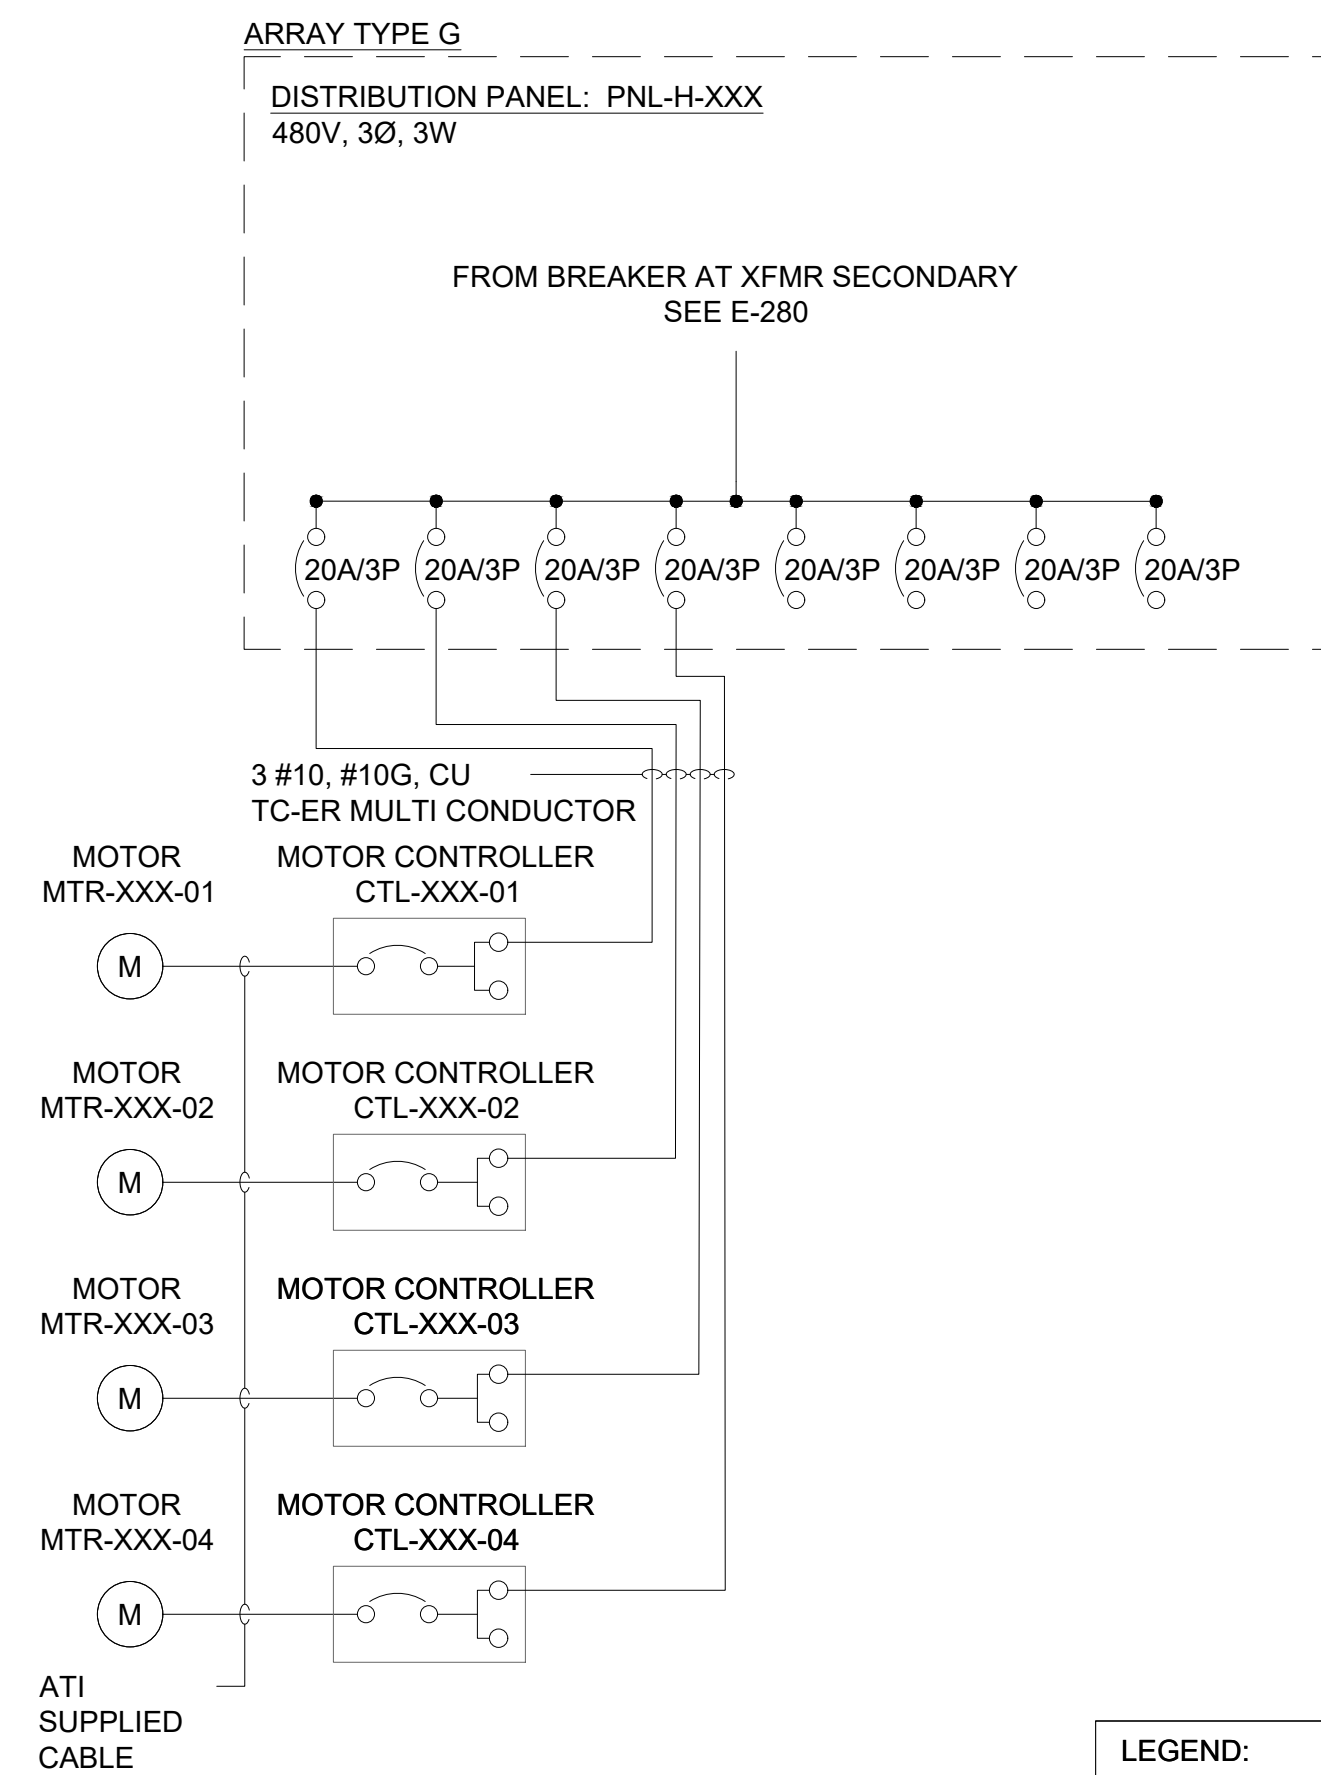 ARRAY TYPE G
DISTRIBUTION PANEL: PNL-H-XXX
480V, 3Ø, 3W
FROM BREAKER AT XFMR SECONDARY
SEE E-280
20A/3P 20A/3P 20A/3P 20A/3P 20A/3P 20A/3P 20A/3P 20A/3P
3 #10, #10G, CU
TC-ER MULTI CONDUCTOR
MOTOR
MTR-XXX-01
MOTOR CONTROLLER
CTL-XXX-01
M
MOTOR
MTR-XXX-02
MOTOR CONTROLLER
CTL-XXX-02
M
MOTOR
MTR-XXX-03
MOTOR CONTROLLER
CTL-XXX-03
M
MOTOR
MTR-XXX-04
MOTOR CONTROLLER
CTL-XXX-04
M
ATI
SUPPLIED
CABLE
LEGEND: